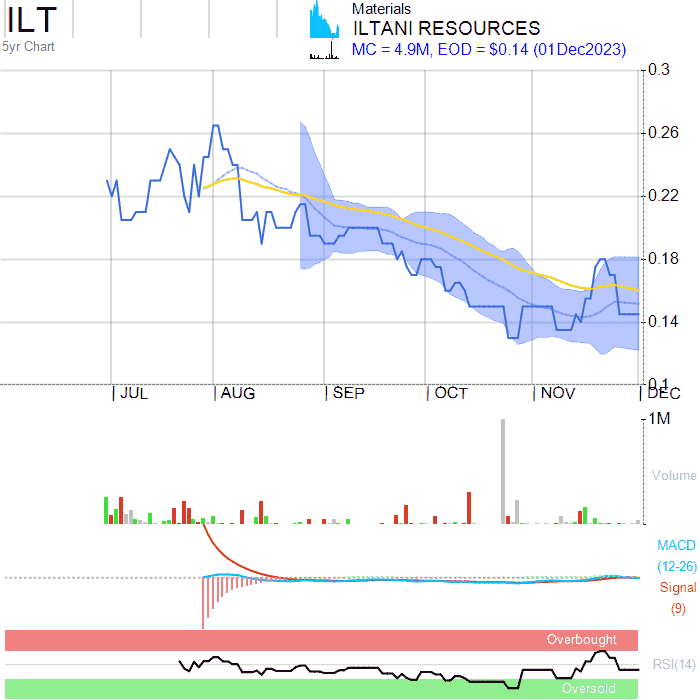 ILT
5yr Chart
Materials
ILTANI RESOURCES
MC = 4.9M, EOD = $0.14 (01Dec2023)
0.3
0.26
0.22
0.18
0.14
0.1
JUL AUG SEP OCT NOV DEC
1M
Volume
MACD
(12-26)
Signal
(9)
Overbought
RSI(14)
Oversold